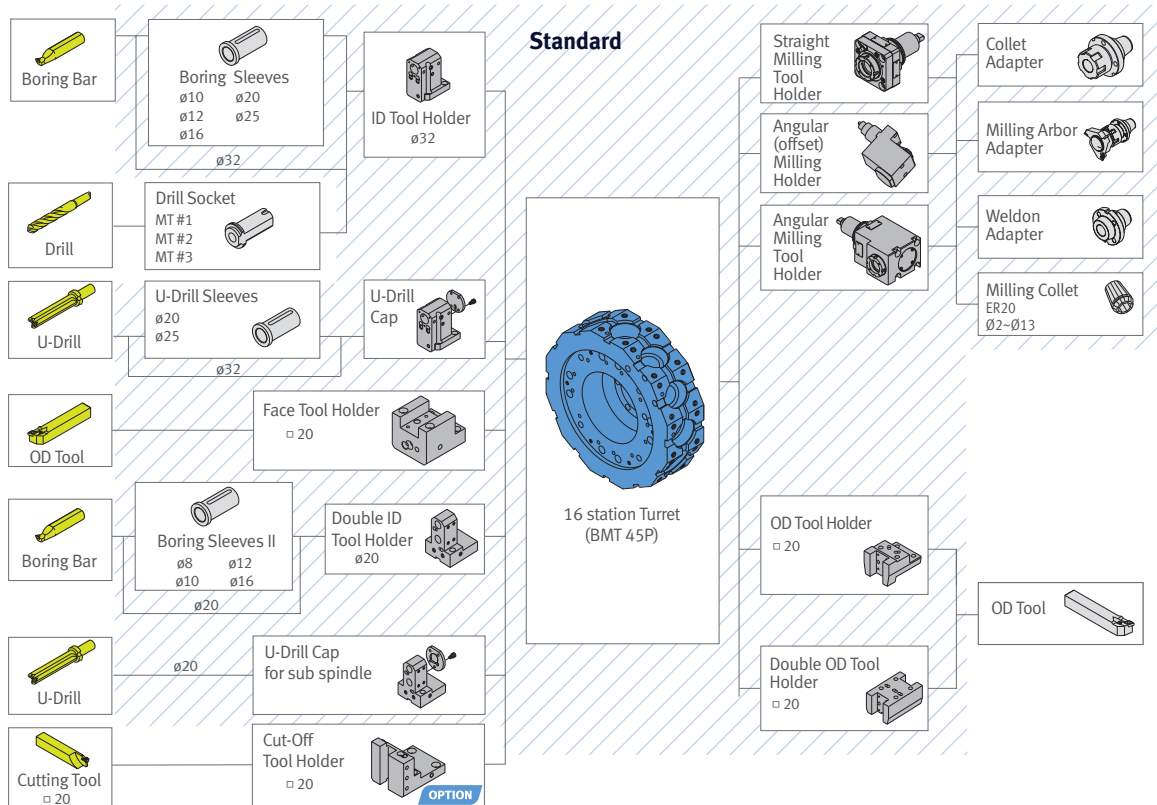 Standard
Boring Bar
Boring Sleeves
ø10 ø20
ø12 ø25
ø16
ø32
ID Tool Holder
ø32
Drill
Drill Socket
MT #1
MT #2
MT #3
U-Drill
U-Drill Sleeves
ø20
ø25
ø32
U-Drill
Cap
OD Tool
Face Tool Holder
□ 20
Boring Bar
Boring Sleeves II
ø8 ø12
ø10 ø16
ø20
Double ID
Tool Holder
ø20
U-Drill
ø20
U-Drill Cap
for sub spindle
Cutting Tool
□ 20
Cut-Off
Tool Holder
□ 20
OPTION
16 station Turret
(BMT 45P)
Straight
Milling
Tool
Holder
Angular
(offset)
Milling
Holder
Angular
Milling
Tool
Holder
Collet
Adapter
Milling Arbor
Adapter
Weldon
Adapter
Milling Collet
ER20
Ø2~Ø13
OD Tool Holder
□ 20
Double OD Tool
Holder
□ 20
OD Tool